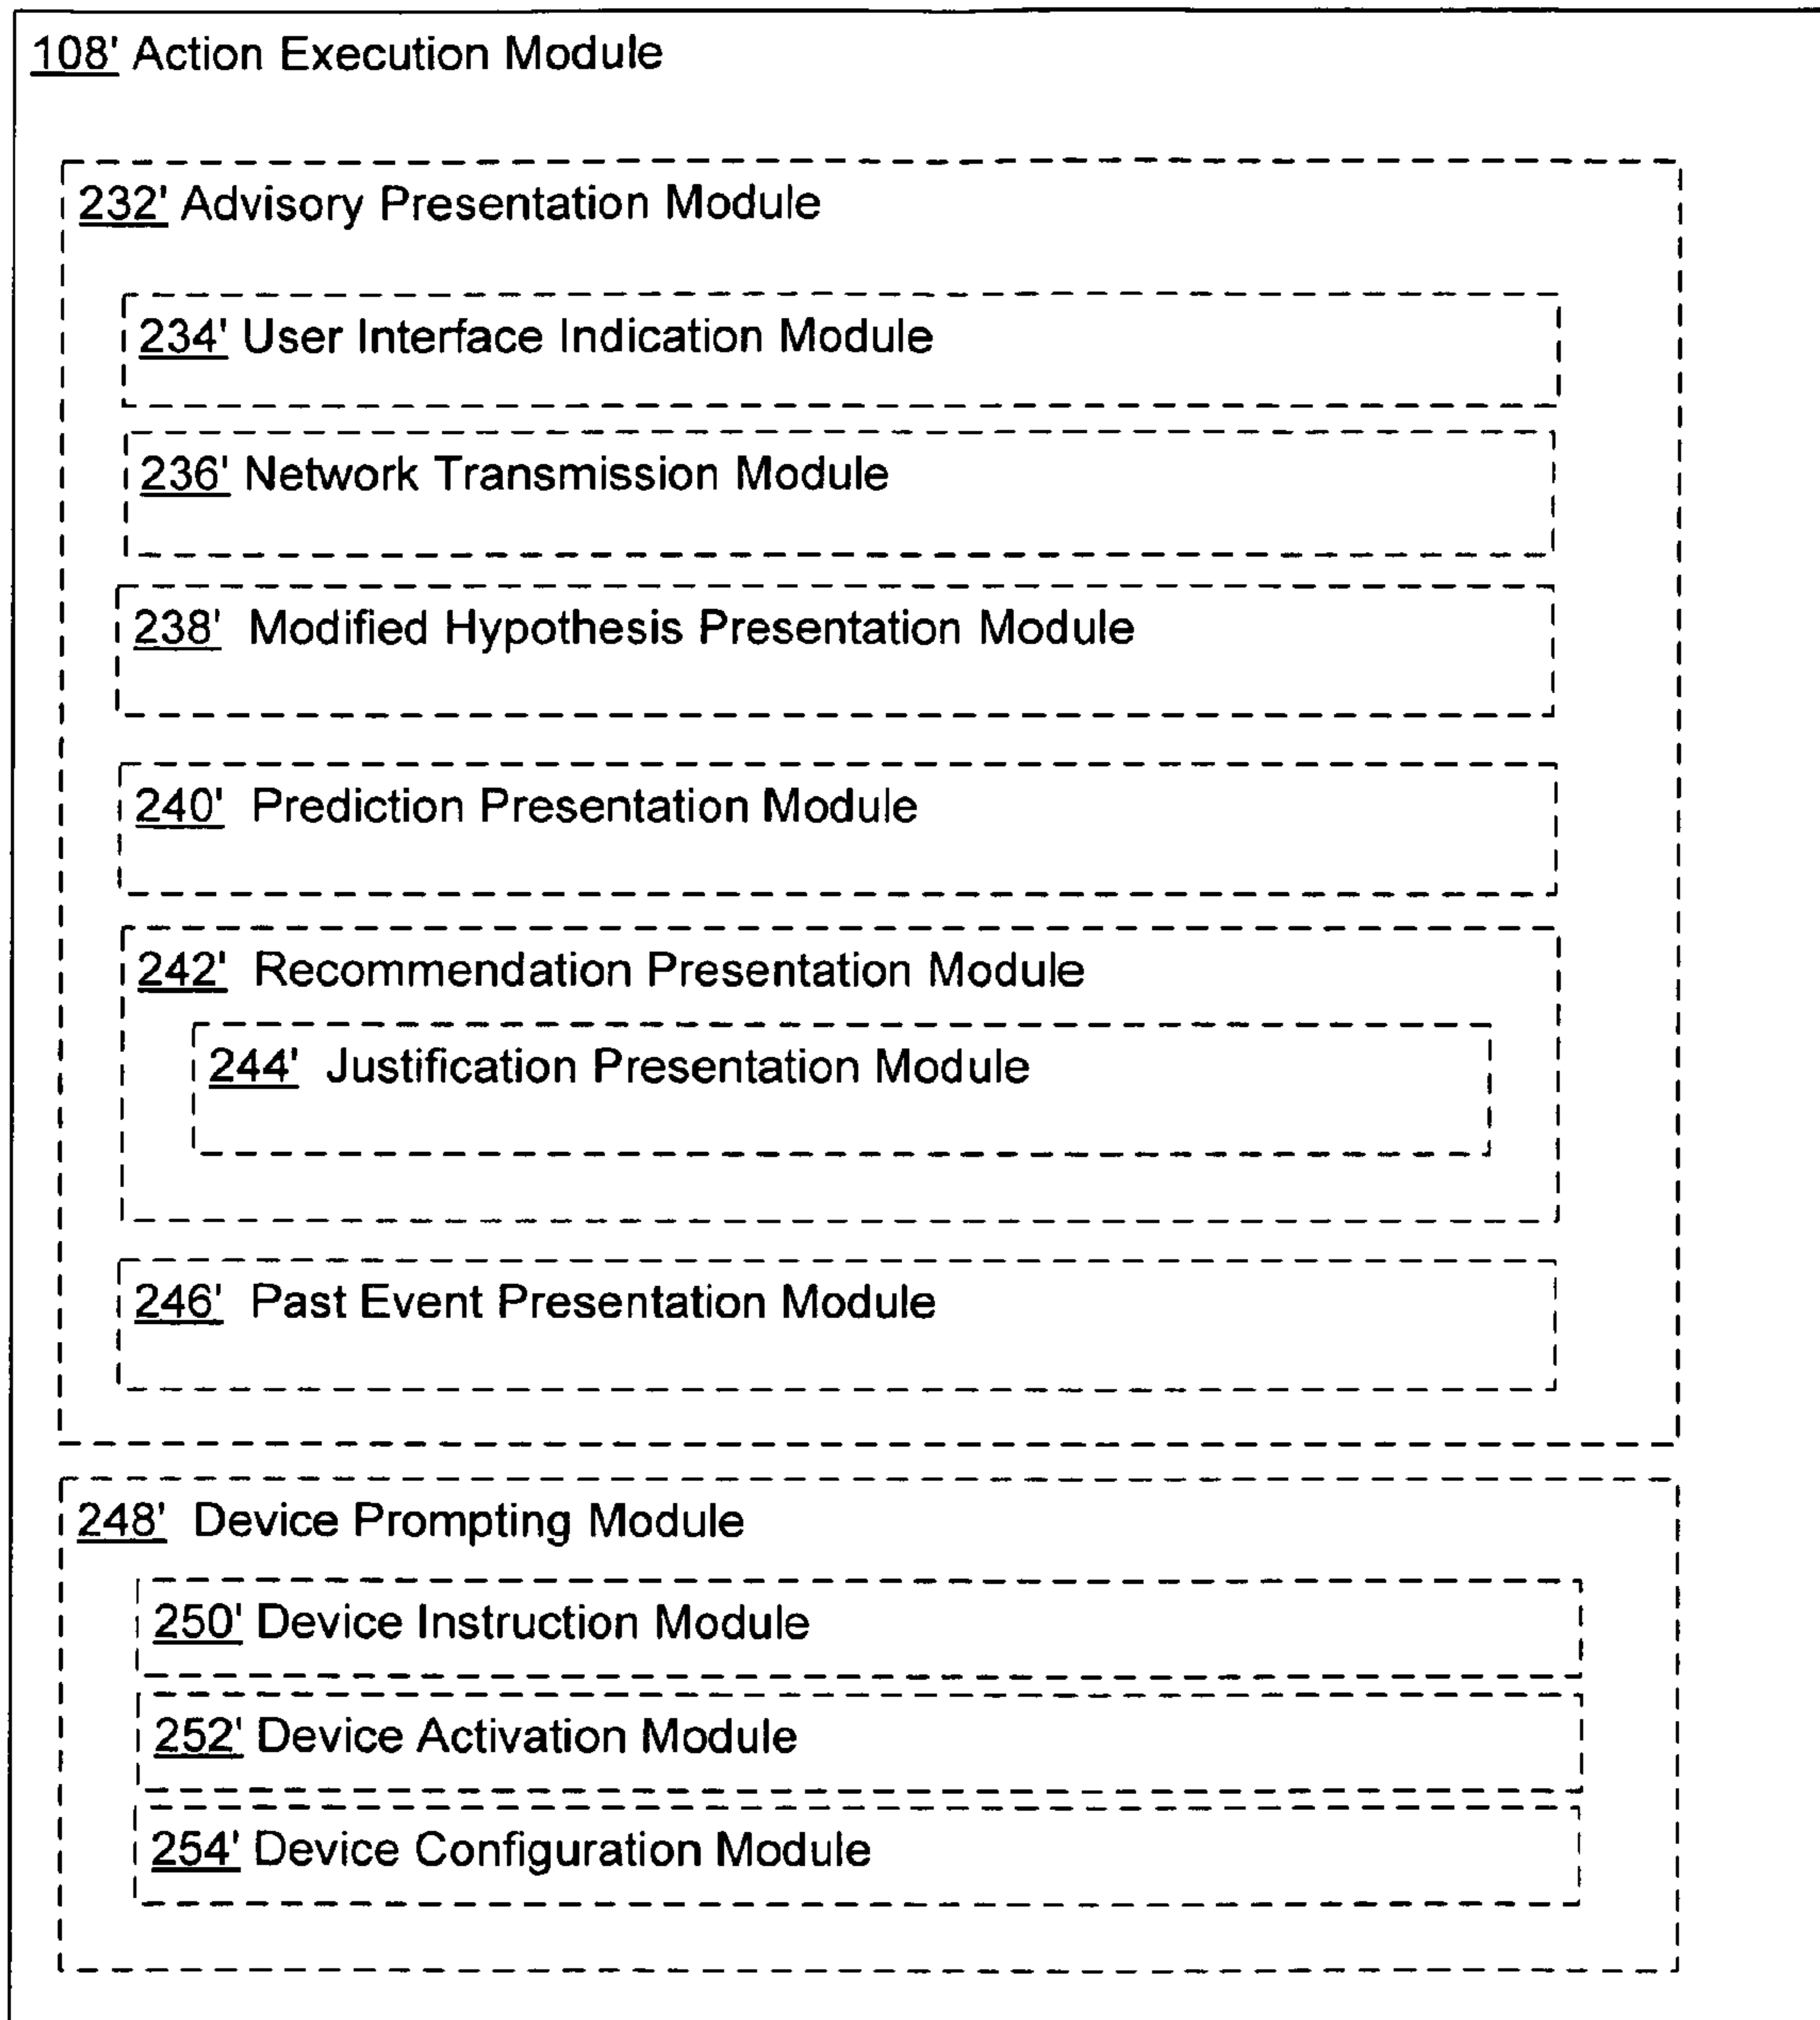 108' Action Execution Module
232' Advisory Presentation Module
234' User Interface Indication Module
236' Network Transmission Module
238' Modified Hypothesis Presentation Module
240' Prediction Presentation Module
242' Recommendation Presentation Module
244' Justification Presentation Module
246' Past Event Presentation Module
248' Device Prompting Module
250' Device Instruction Module
252' Device Activation Module
254' Device Configuration Module